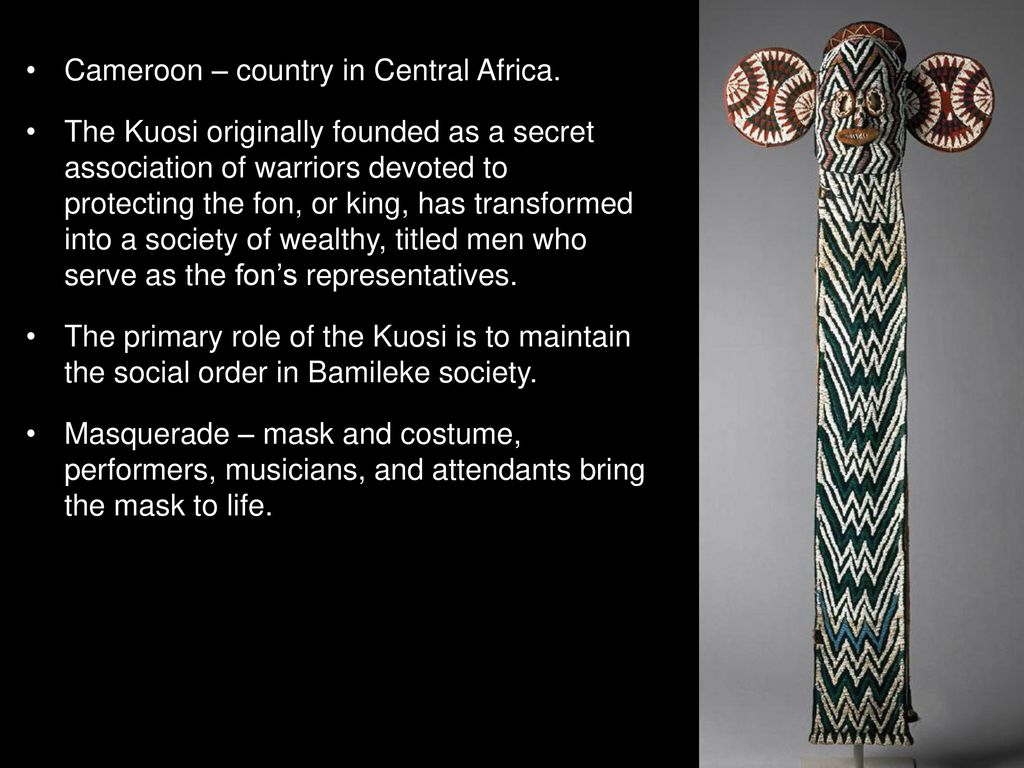 • Cameroon – country in Central Africa.
• The Kuosi originally founded as a secret
association of warriors devoted to
protecting the fon, or king, has transformed
into a society of wealthy, titled men who
serve as the fon’s representatives.
• The primary role of the Kuosi is to maintain
the social order in Bamileke society.
• Masquerade – mask and costume,
performers, musicians, and attendants bring
the mask to life.